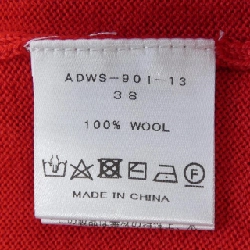 ADWS-901-13
38
100% WOOL
F
MADE IN CHINA